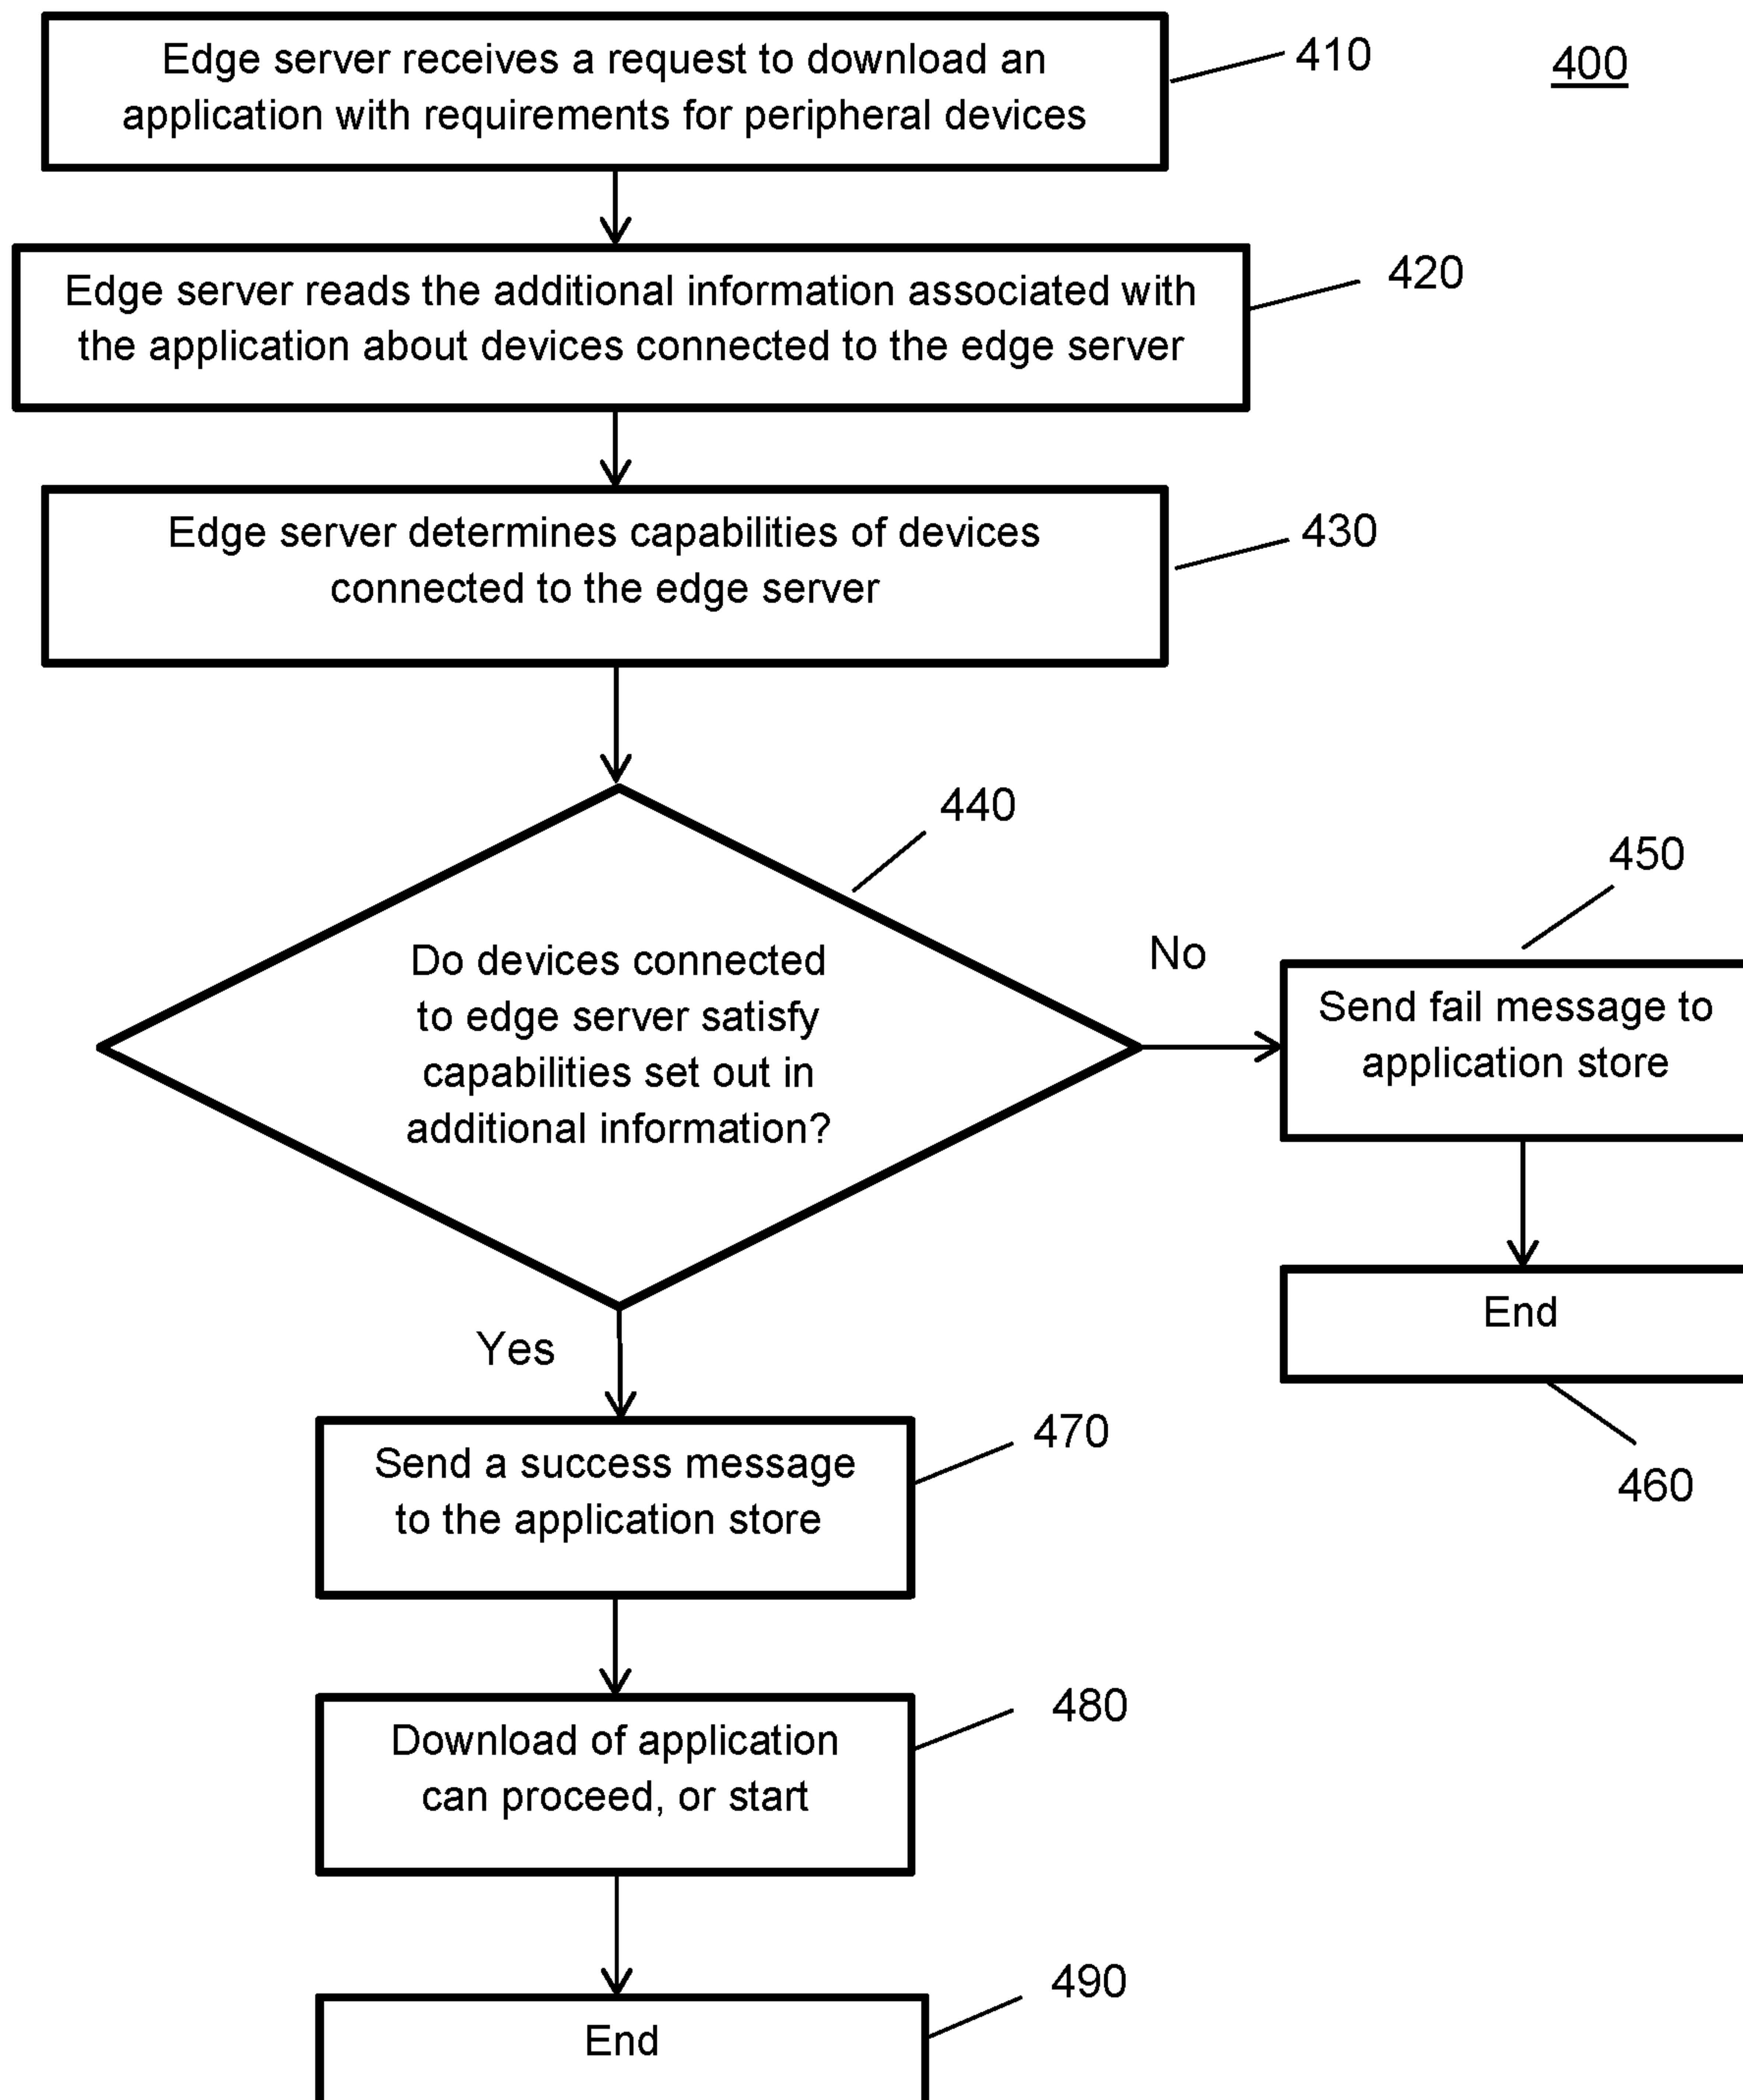 Edge server receives a request to download an
application with requirements for peripheral devices
410
400
Edge server reads the additional information associated with
the application about devices connected to the edge server
420
Edge server determines capabilities of devices
connected to the edge server
430
440
Do devices connected
to edge server satisfy
capabilities set out in
additional information?
No
450
Send fail message to
application store
End
460
Yes
470
Send a success message
to the application store
480
Download of application
can proceed, or start
490
End